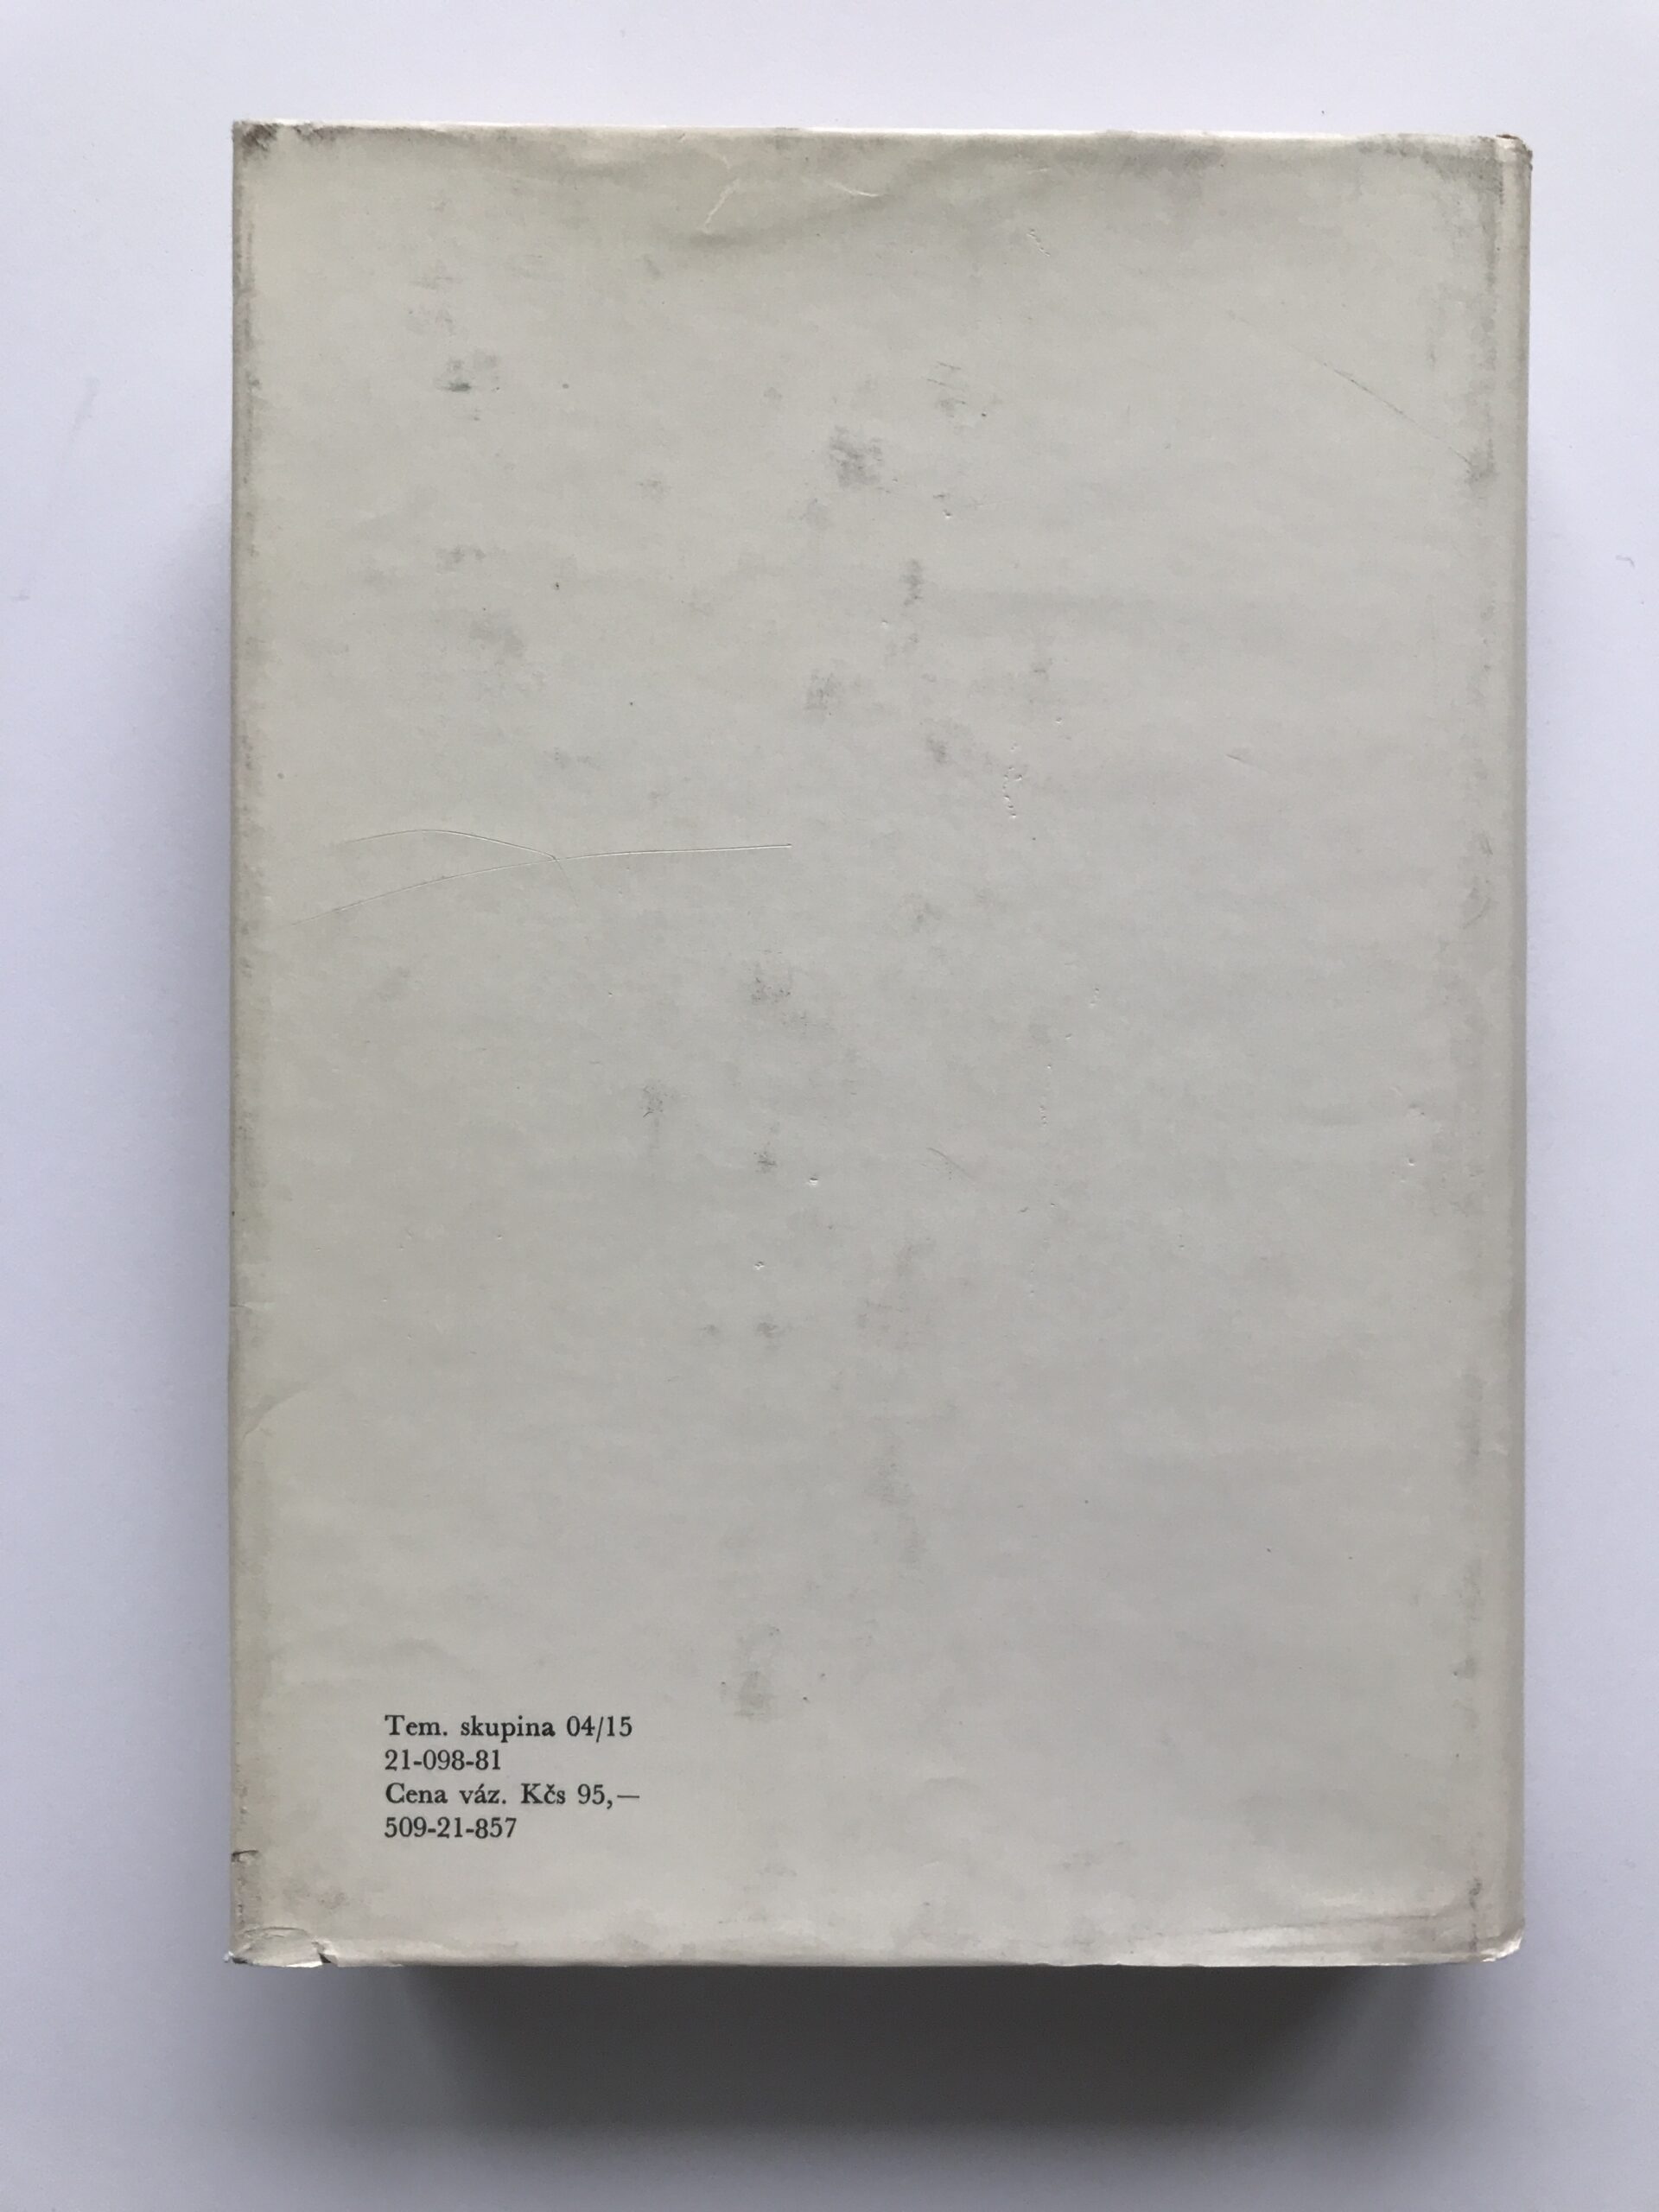 Tem. skupina 04/15
21-098-81
Cena váz. Kčs 95,—
509-21-857